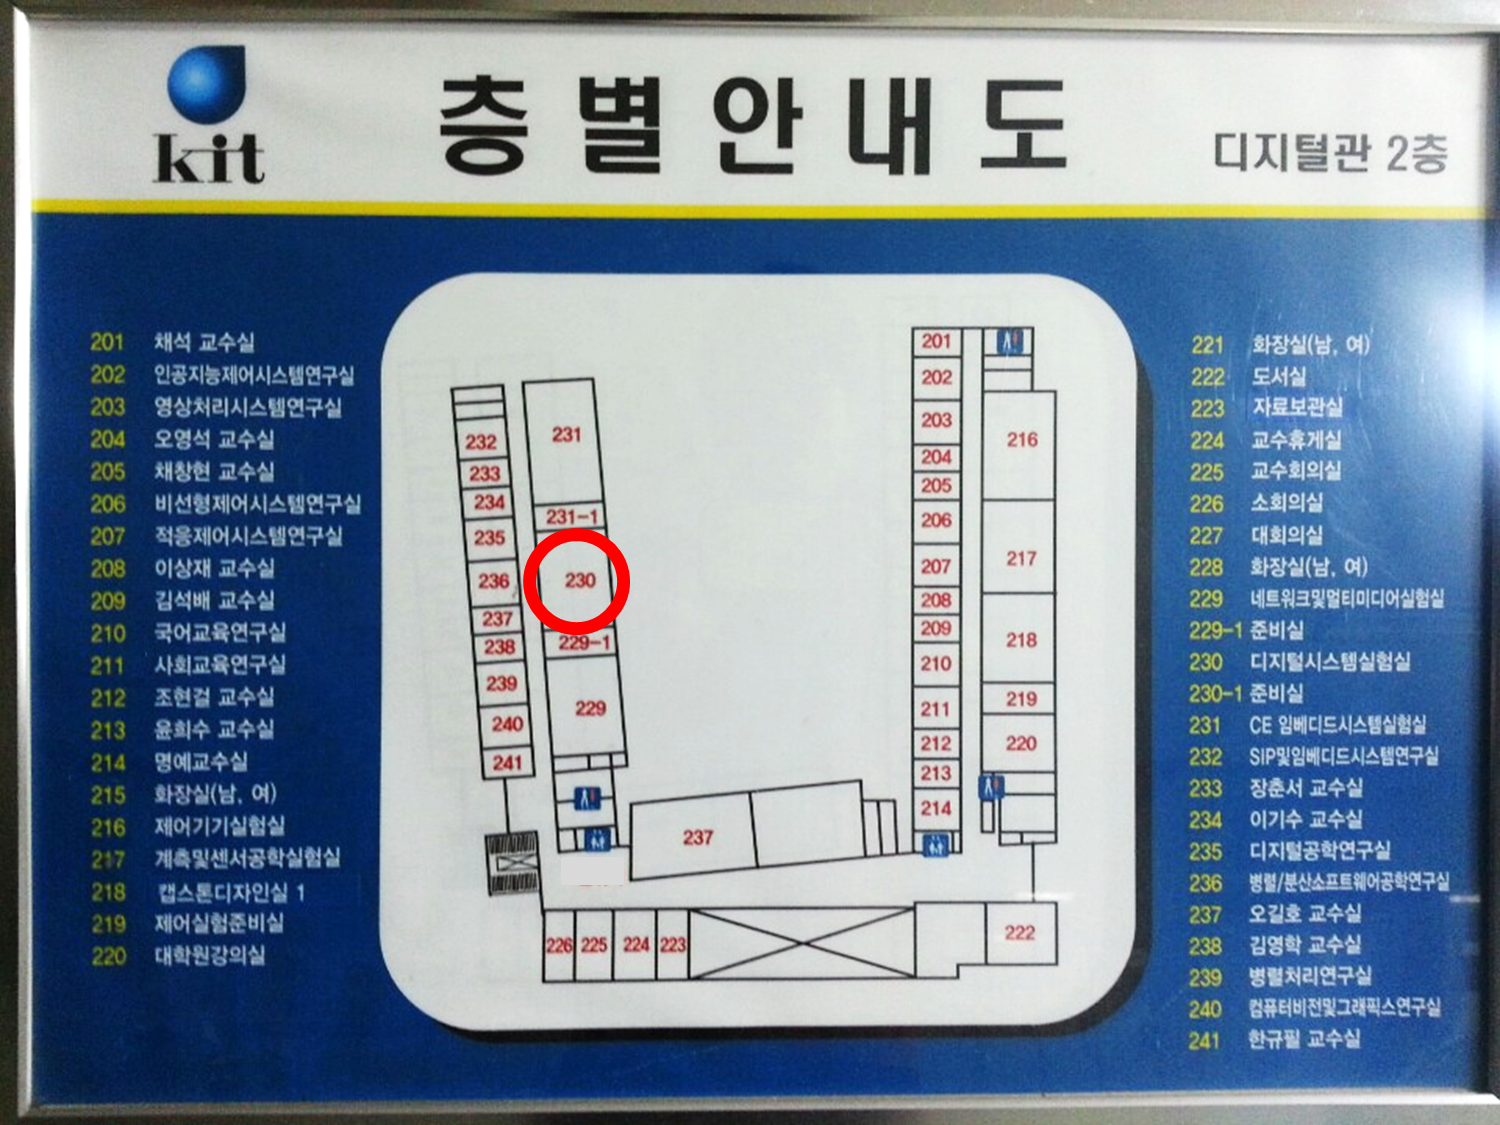 kit
층별안내도
디지털관 2층
201 채석 교수실
202 인공지능제어시스템연구실
203 영상처리시스템연구실
204 오영석 교수실
205 채창현 교수실
206 비선형제어시스템연구실
207 적응제어시스템연구실
208 이상재 교수실
209 김석배 교수실
210 국어교육연구실
211 사회교육연구실
212 조현걸 교수실
213 윤희수 교수실
214 명예교수실
215 화장실(남, 여)
216 제어기기실험실
217 계측및센서공학실험실
218 캡스톤디자인실 1
219 제어실험준비실
220 대학원강의실
232
233
234
235
236
237
238
239
240
241
231
231-1
230
229-1
229
237
226
225
224
223
222
201
202
203
204
205
206
207
208
209
210
211
212
213
214
216
217
218
219
220
221 화장실(남, 여)
222 도서실
223 자료보관실
224 교수휴게실
225 교수회의실
226 소회의실
227 대회의실
228 화장실(남, 여)
229 네트워크및멀티미디어실험실
229-1 준비실
230 디지털시스템실험실
230-1 준비실
231 CE 임베디드시스템실험실
232 SIP및임베디드시스템연구실
233 장춘서 교수실
234 이기수 교수실
235 디지털공학연구실
236 병렬/분산소프트웨어공학연구실
237 오길호 교수실
238 김영학 교수실
239 병렬처리연구실
240 컴퓨터비전및그래픽스연구실
241 한규필 교수실